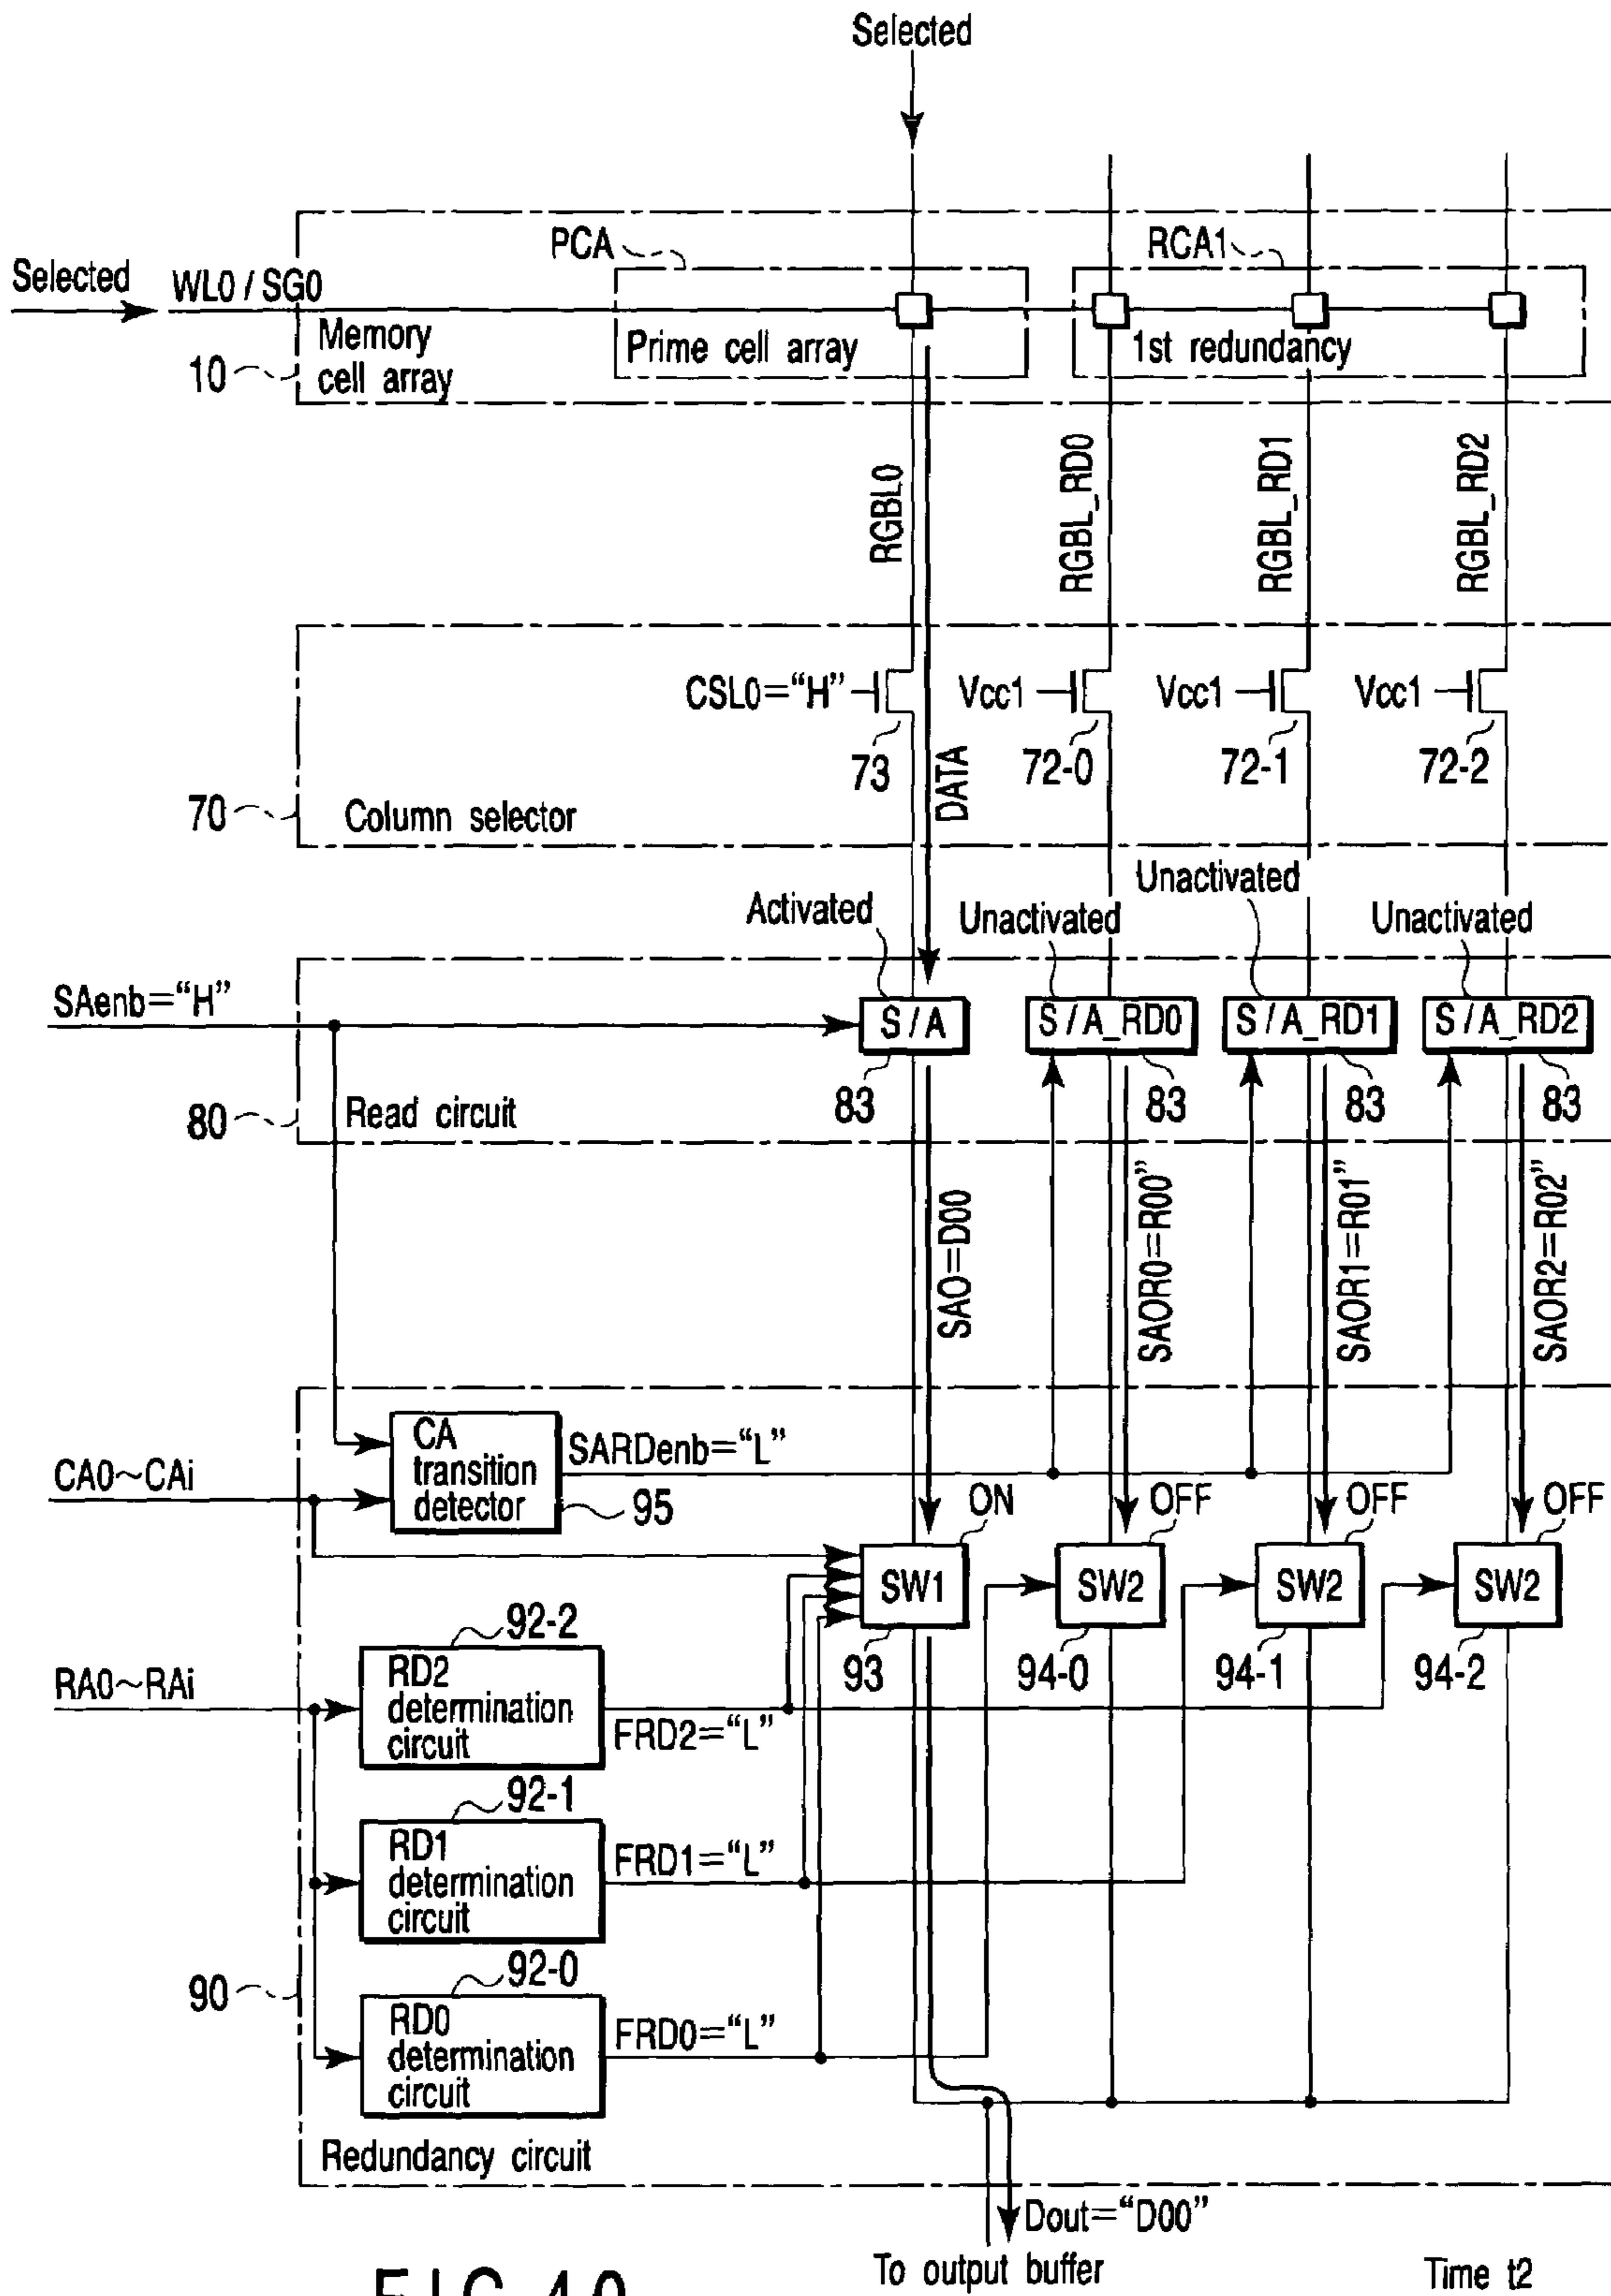 Selected
PCA
RCA1
Selected
WL0 / SG0
Memory
cell array
Prime cell array
1st redundancy
10
RGBL0
RGBL_RD0
RGBL_RD1
RGBL_RD2
CSL0=“H”
Vcc1
Vcc1
Vcc1
73
72-0
72-1
72-2
DATA
70
Column selector
Activated
Unactivated
Unactivated
Unactivated
SAenb=“H”
S / A
S / A_RD0
S / A_RD1
S / A_RD2
83
83
83
83
80
Read circuit
SAO=D00
SAOR0=R00”
SAOR1=R01”
SAOR2=R02”
CA
transition
detector
SARDenb=“L”
CA0~CAi
95
ON
OFF
OFF
OFF
SW1
SW2
SW2
SW2
93
94-0
94-1
94-2
92-2
RA0~RAi
RD2
determination
circuit
FRD2=“L”
92-1
RD1
determination
circuit
FRD1=“L”
92-0
90
RD0
determination
circuit
FRD0=“L”
Redundancy circuit
Dout=“D00”
To output buffer
Time t2